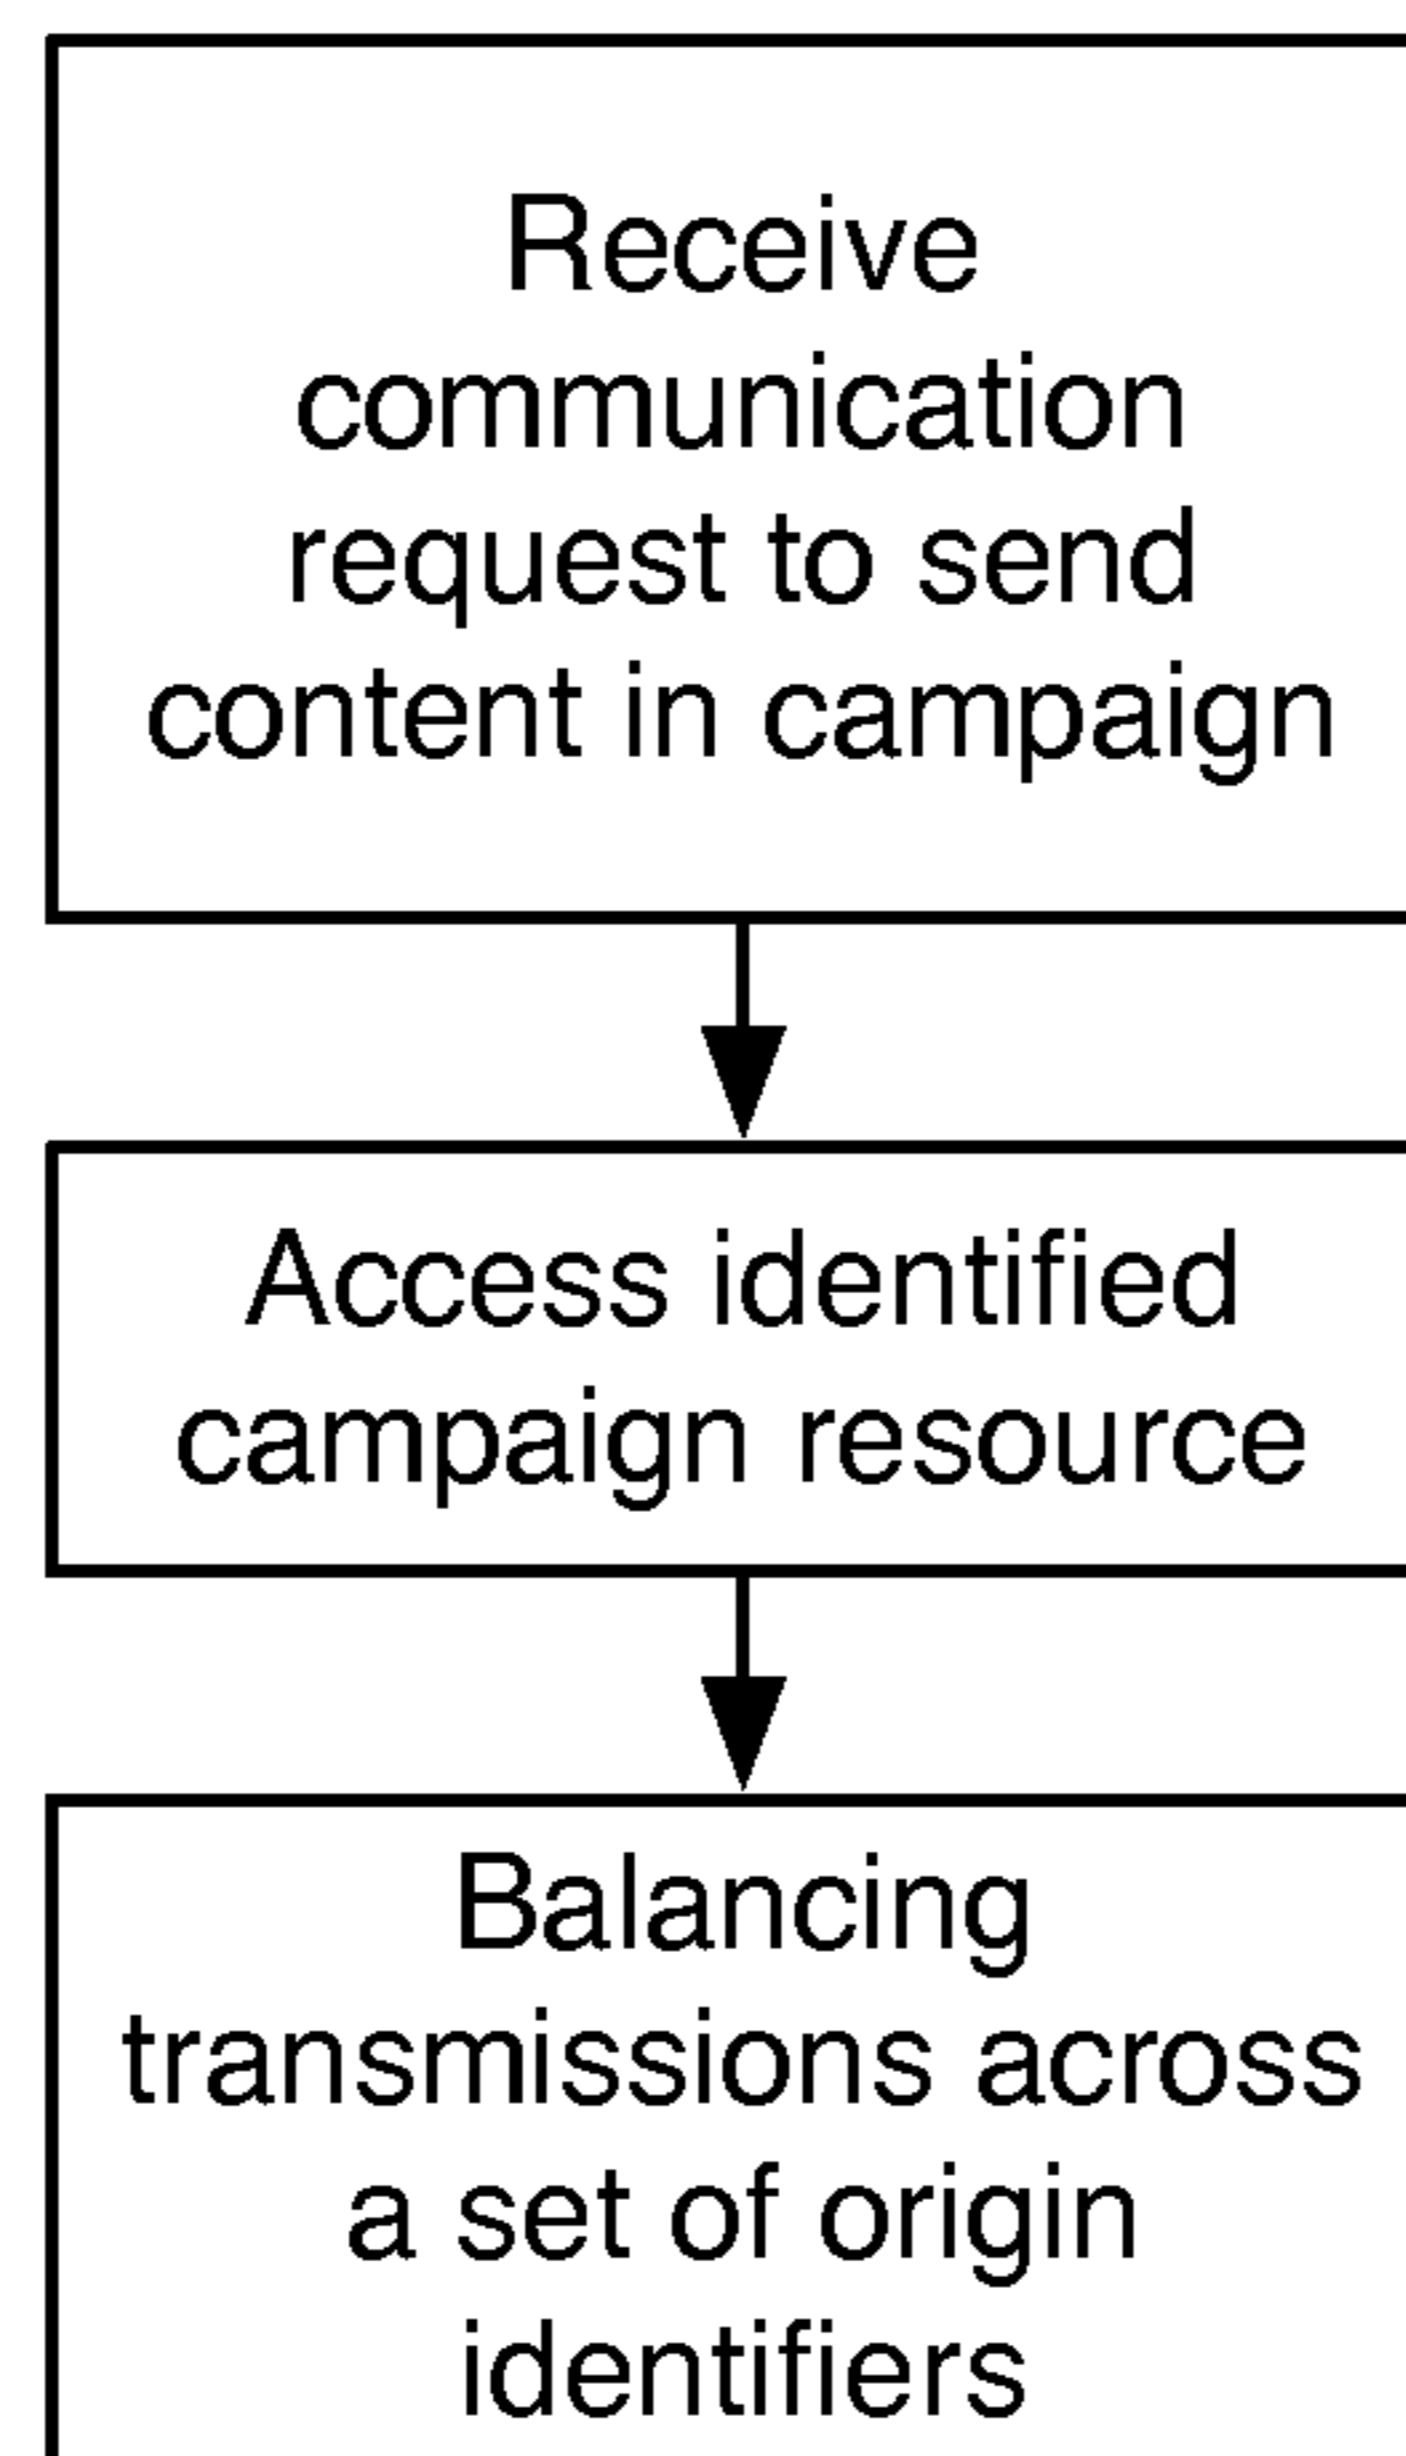 Receive
communication
request to send
content in campaign
Access identified
campaign resource
Balancing
transmissions across
a set of origin
identifiers